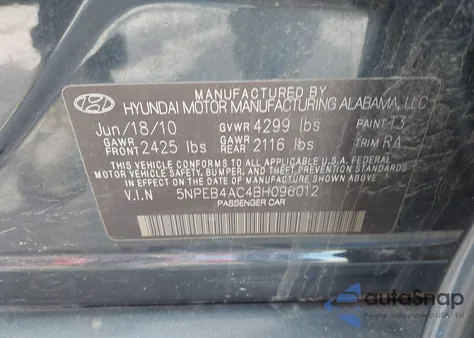 HYUNDAI MOTOR MANUFACTURING ALABAMA, LLC
Jun/18/10 GVWR 4299 lbs PAINT T3
GAWR FRONT 2425 lbs GAWR REAR 2116 lbs TRIM RA
THIS VEHICLE CONFORMS TO ALL APPLICABLE U.S.A. FEDERAL
MOTOR VEHICLE SAFETY, BUMPER, AND THEFT PREVENTION
STANDARDS IN EFFECT ON THE DATE OF MANUFACTURE SHOWN ABOVE.
V.I.N 5NPEB4AC4BH096012
PASSENGER CAR
autoSnap